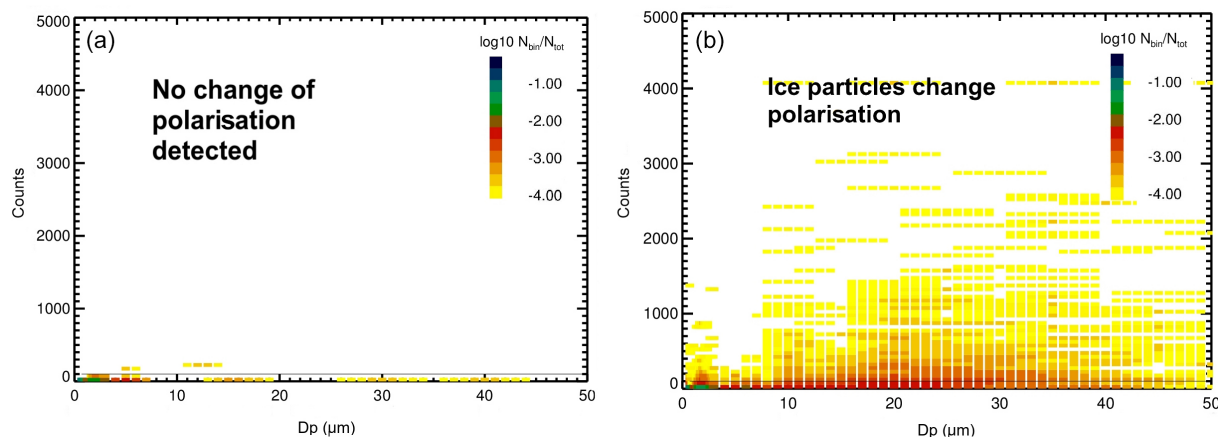 (a)
log10 Nbin/Ntot
-1.00
-2.00
-3.00
-4.00
No change of
polarisation
detected
5000
4000
3000
2000
1000
0
Counts
0 10 20 30 40 50
Dp (µm)
(b)
log10 Nbin/Ntot
-1.00
-2.00
-3.00
-4.00
Ice particles change
polarisation
5000
4000
3000
2000
1000
0
Counts
0 10 20 30 40 50
Dp (µm)